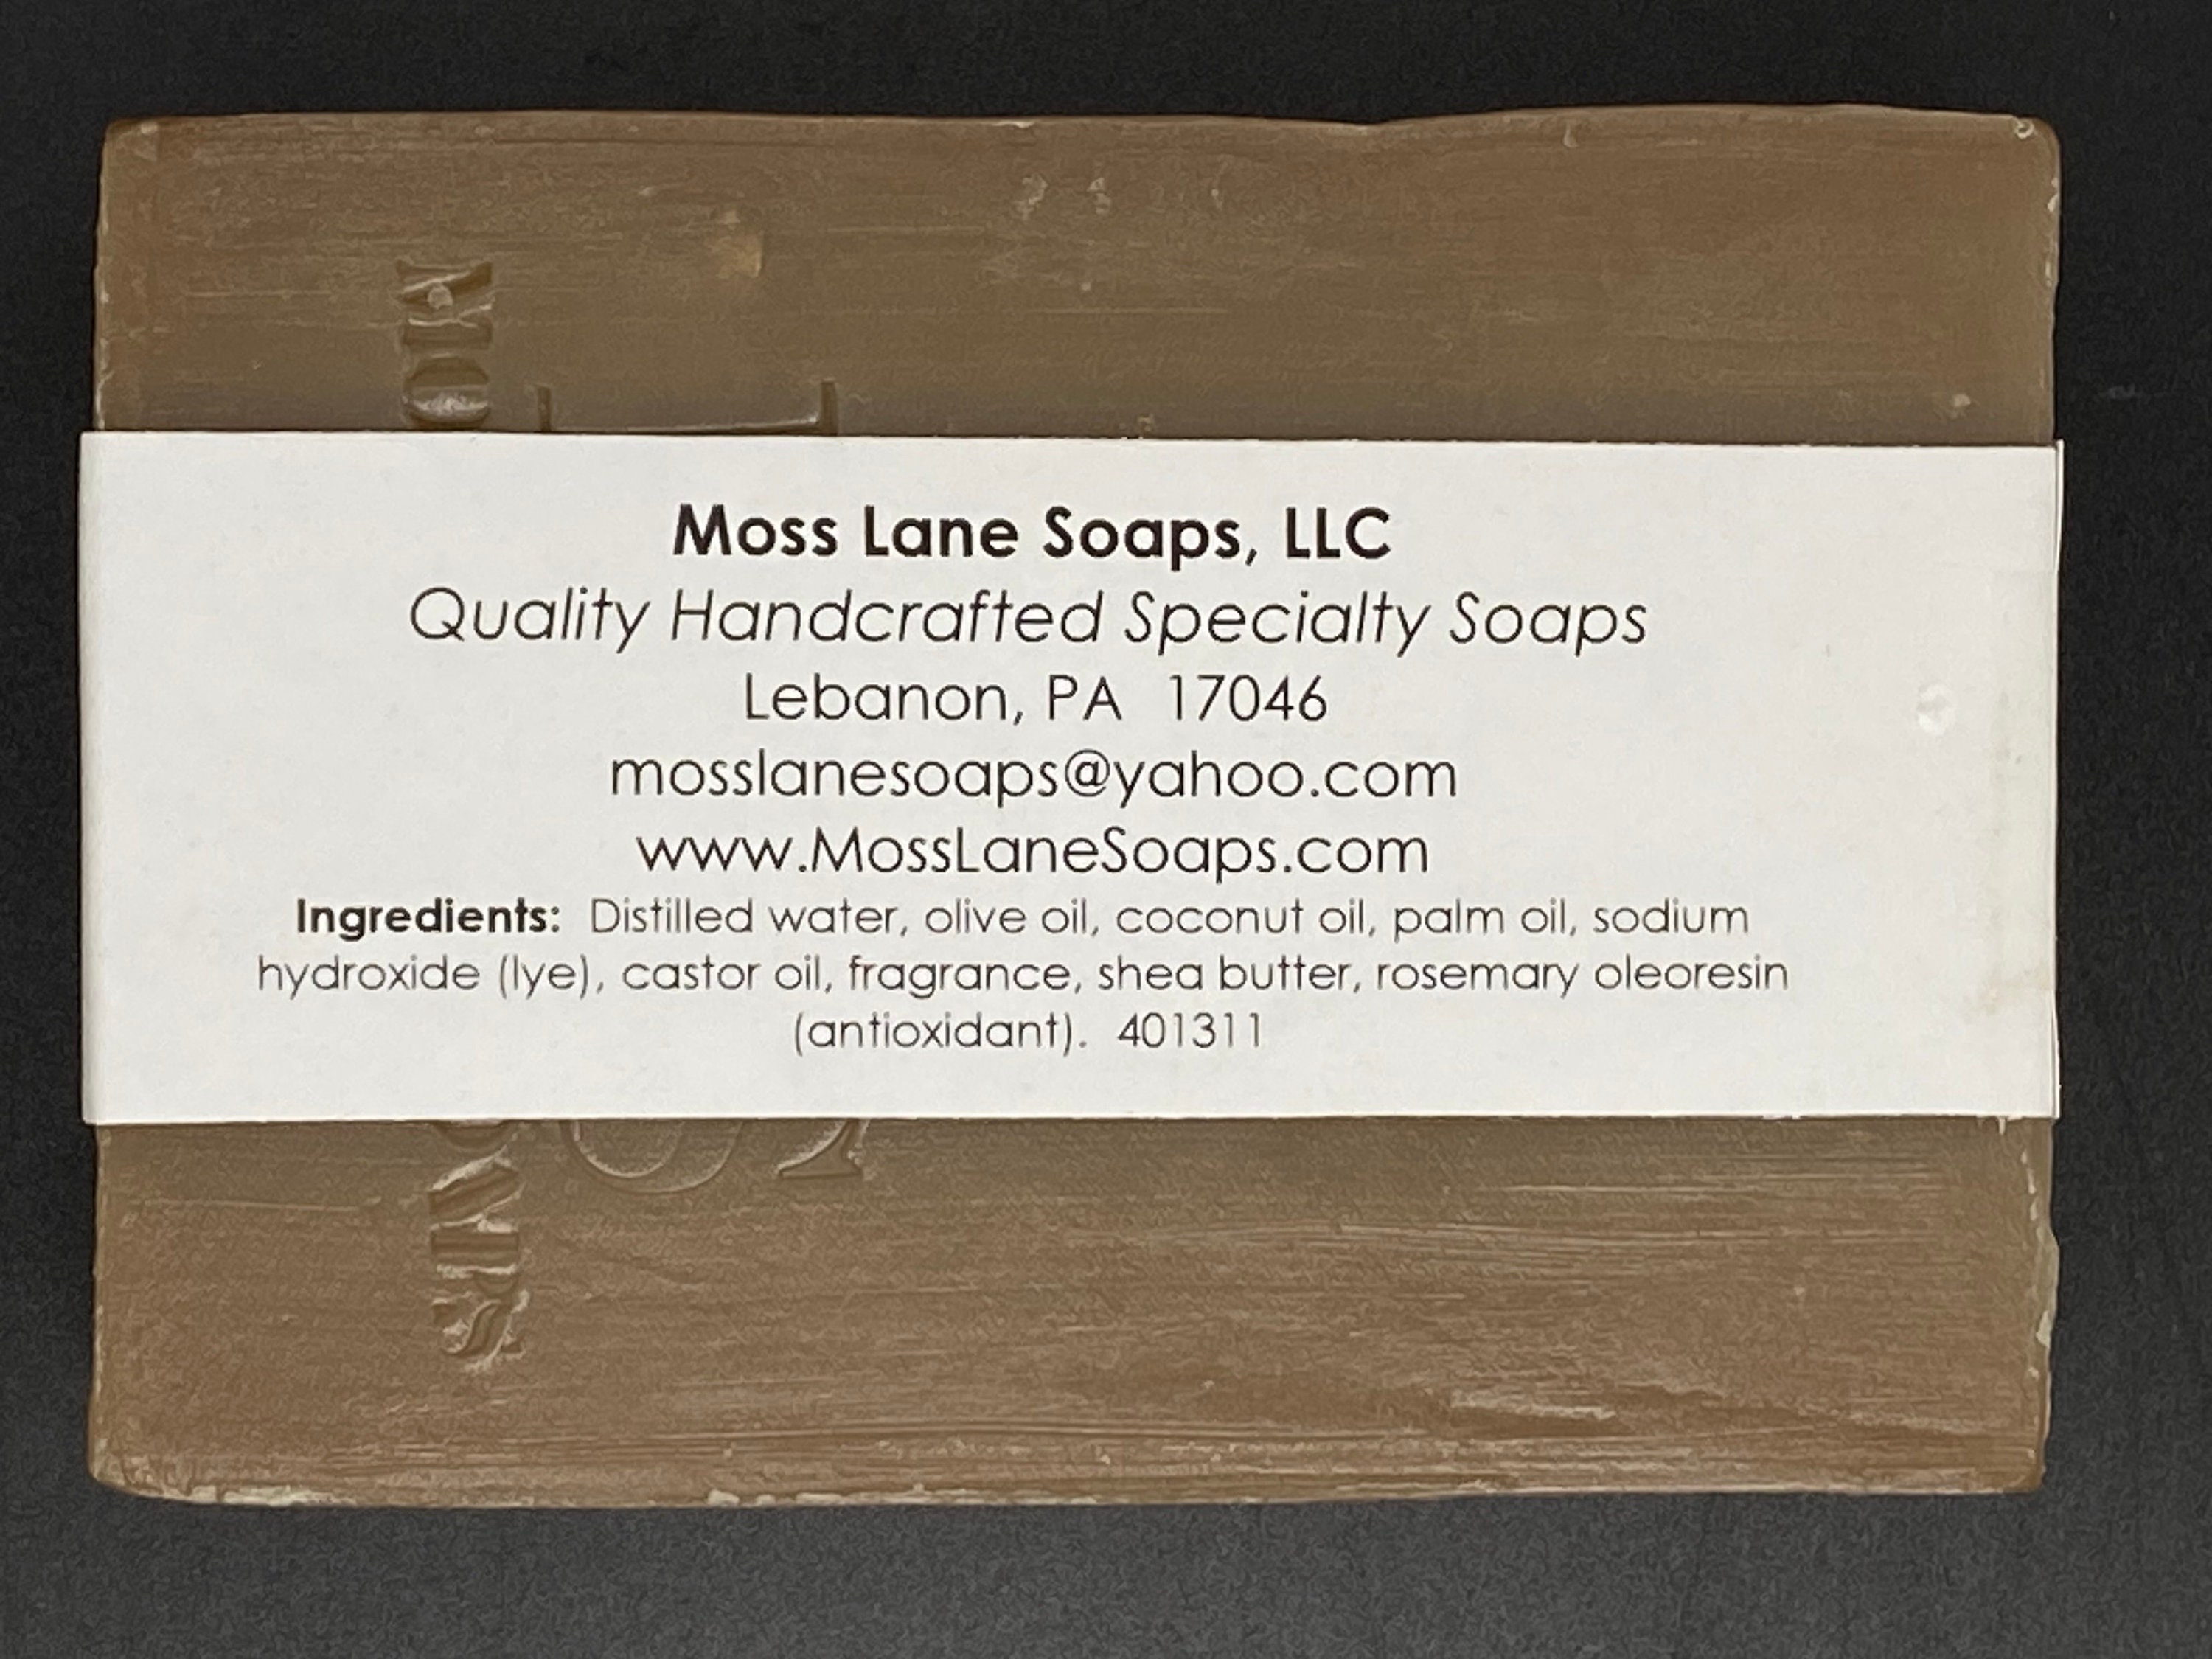 Moss Lane Soaps, LLC
Quality Handcrafted Specialty Soaps
Lebanon, PA 17046
mosslanesoaps@yahoo.com
www.MossLaneSoaps.com
Ingredients: Distilled water, olive oil, coconut oil, palm oil, sodium
hydroxide (lye), castor oil, fragrance, shea butter, rosemary oleoresin
(antioxidant). 401311